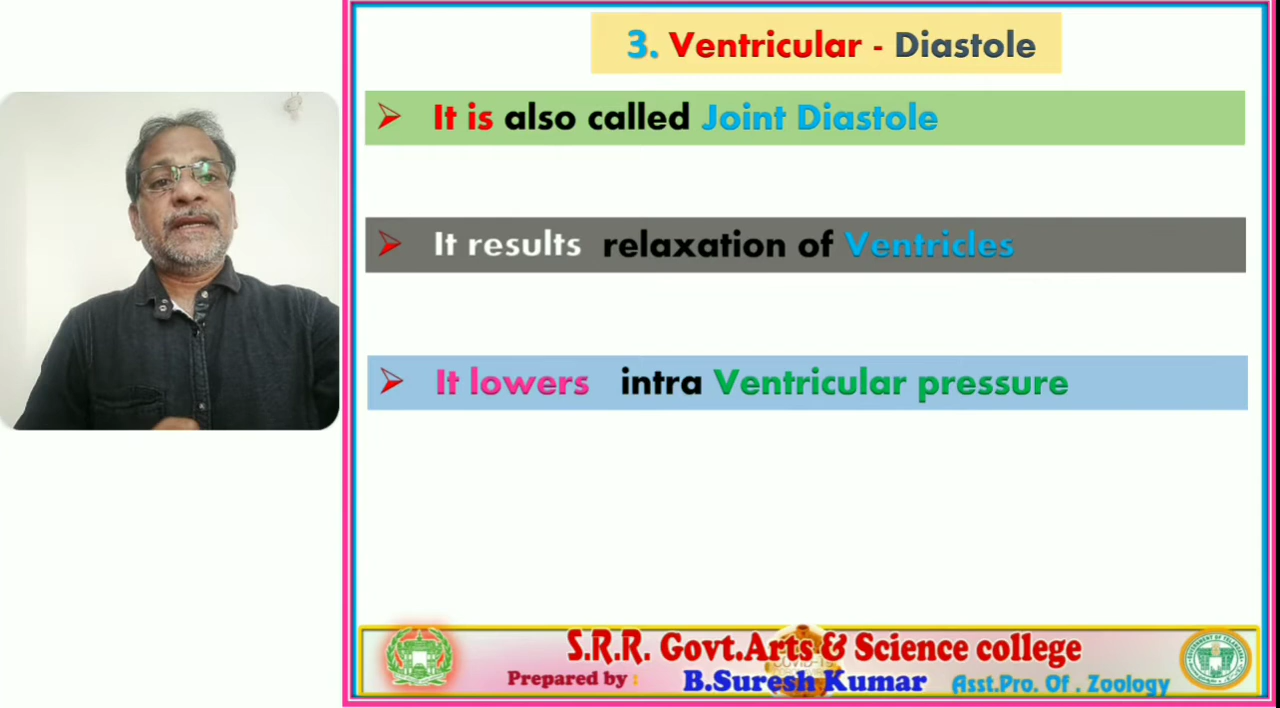 3. Ventricular - Diastole
It is also called Joint Diastole
It results relaxation of Ventricles
It lowers intra Ventricular pressure
S.R.R. Govt.Arts & Science college
Prepared by : B.Suresh Kumar Asst.Pro. Of . Zoology